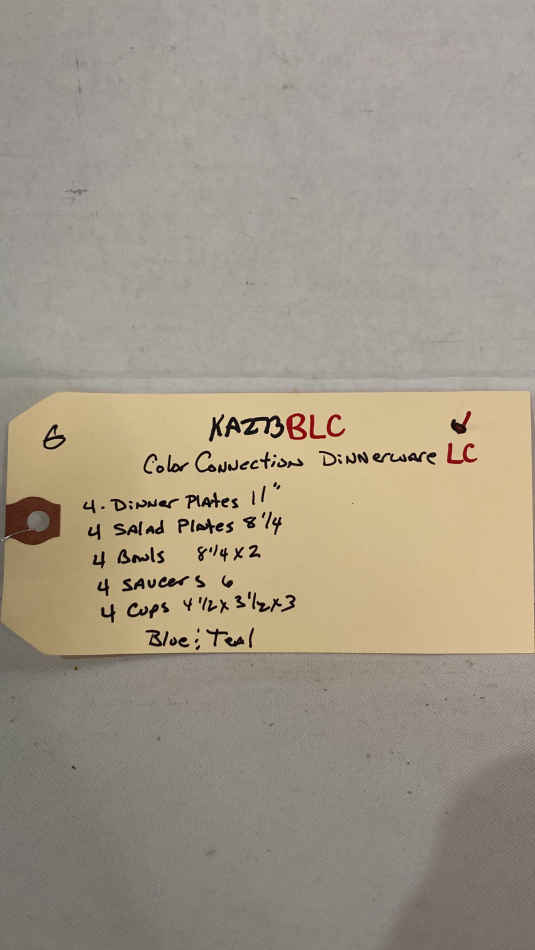 6
KAZTBBLC
Color Connection Dinnerware LC
4. Dinner Plates 11"
4 Salad Plates 8 1/4
4 Bowls 8 1/4 x 2
4 Saucers 6
4 Cups 4 1/2 x 3 1/2 x 3
Blue; Teal